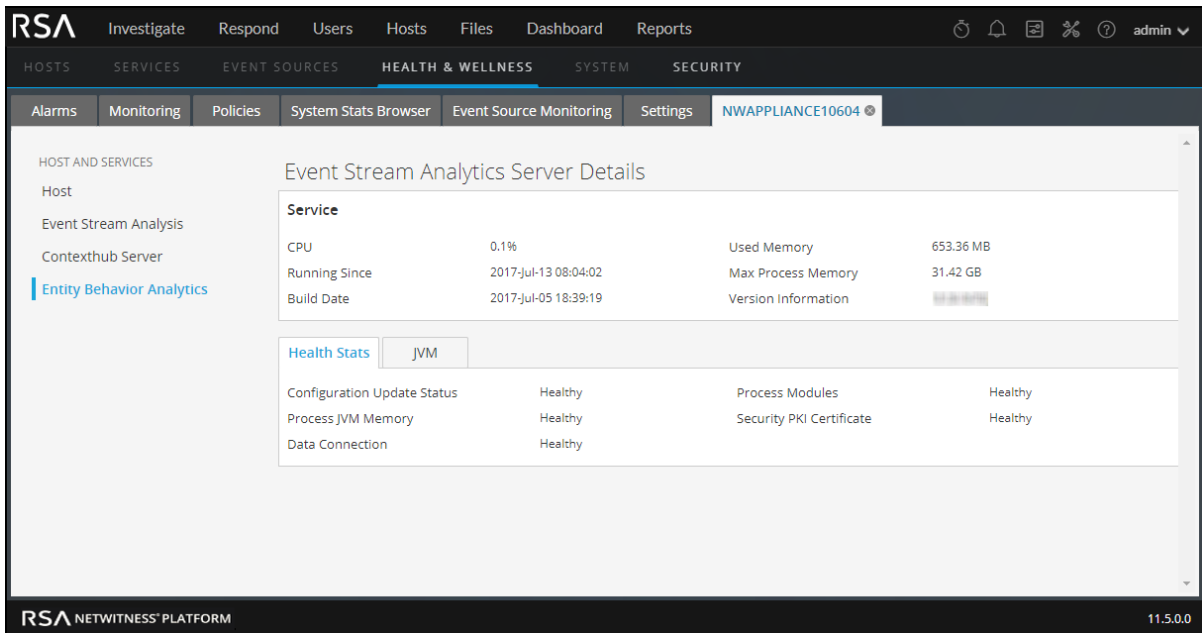 RSA Investigate Respond Users Hosts Files Dashboard Reports admin
HOSTS SERVICES EVENT SOURCES HEALTH & WELLNESS SYSTEM SECURITY
Alarms Monitoring Policies System Stats Browser Event Source Monitoring Settings NWAPPLIANCE10604
HOST AND SERVICES
Host
Event Stream Analysis
Contexthub Server
Entity Behavior Analytics
Event Stream Analytics Server Details
Service
CPU 0.1% Used Memory 653.36 MB
Running Since 2017-Jul-13 08:04:02 Max Process Memory 31.42 GB
Build Date 2017-Jul-05 18:39:19 Version Information
Health Stats JVM
Configuration Update Status Healthy Process Modules Healthy
Process JVM Memory Healthy Security PKI Certificate Healthy
Data Connection Healthy
RSA NETWITNESS® PLATFORM 11.5.0.0